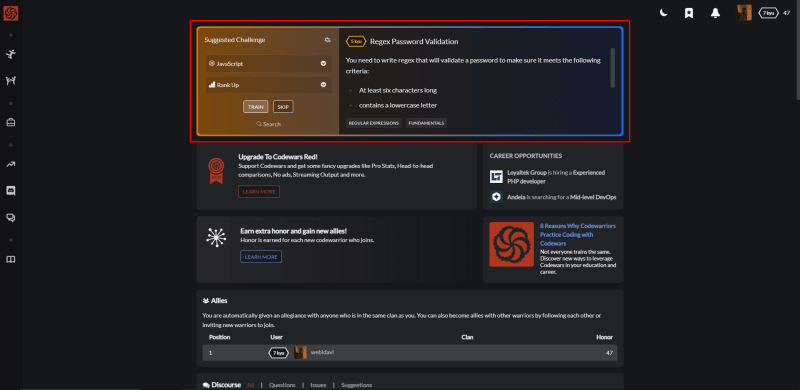 7 kyu 47
Suggested Challenge
JavaScript
Rank Up
TRAIN SKIP
Search
5 kyu Regex Password Validation
You need to write regex that will validate a password to make sure it meets the following
criteria:
At least six characters long
contains a lowercase letter
REGULAR EXPRESSIONS FUNDAMENTALS
Upgrade To Codewars Red!
Support Codewars and get some fancy upgrades like Pro Stats, Head-to-head
comparisons, No ads, Streaming Output and more.
LEARN MORE
CAREER OPPORTUNITIES
Loyaltek Group is hiring a Experienced
PHP developer
Andela is searching for a Mid-level DevOps
Earn extra honor and gain new allies!
Honor is earned for each new codewarrior who joins.
LEARN MORE
8 Reasons Why Codewarriors
Practice Coding with
Codewars
Not everyone trains the same.
Discover new ways to leverage
Codewars in your education and
career.
Allies
You are automatically given an allegiance with anyone who is in the same clan as you. You can also become allies with other warriors by following each other or
inviting new warriors to join.
Position User Clan Honor
1 7 kyu webidavi 47
Discourse All | Questions | Issues | Suggestions